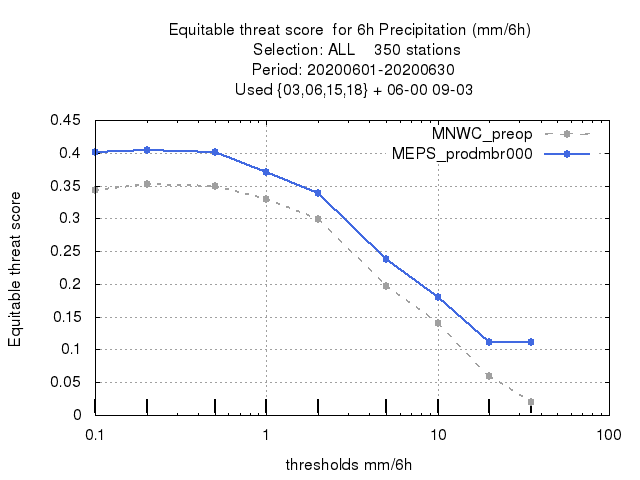 Equitable threat score  for 6h Precipitation (mm/6h)
Selection: ALL    350 stations
Period: 20200601-20200630
Used {03,06,15,18} + 06-00 09-03
MNWC_preop
MEPS_prodmbr000
Equitable threat score
0.45
0.4
0.35
0.3
0.25
0.2
0.15
0.1
0.05
0
0.1 1 10 100
thresholds mm/6h